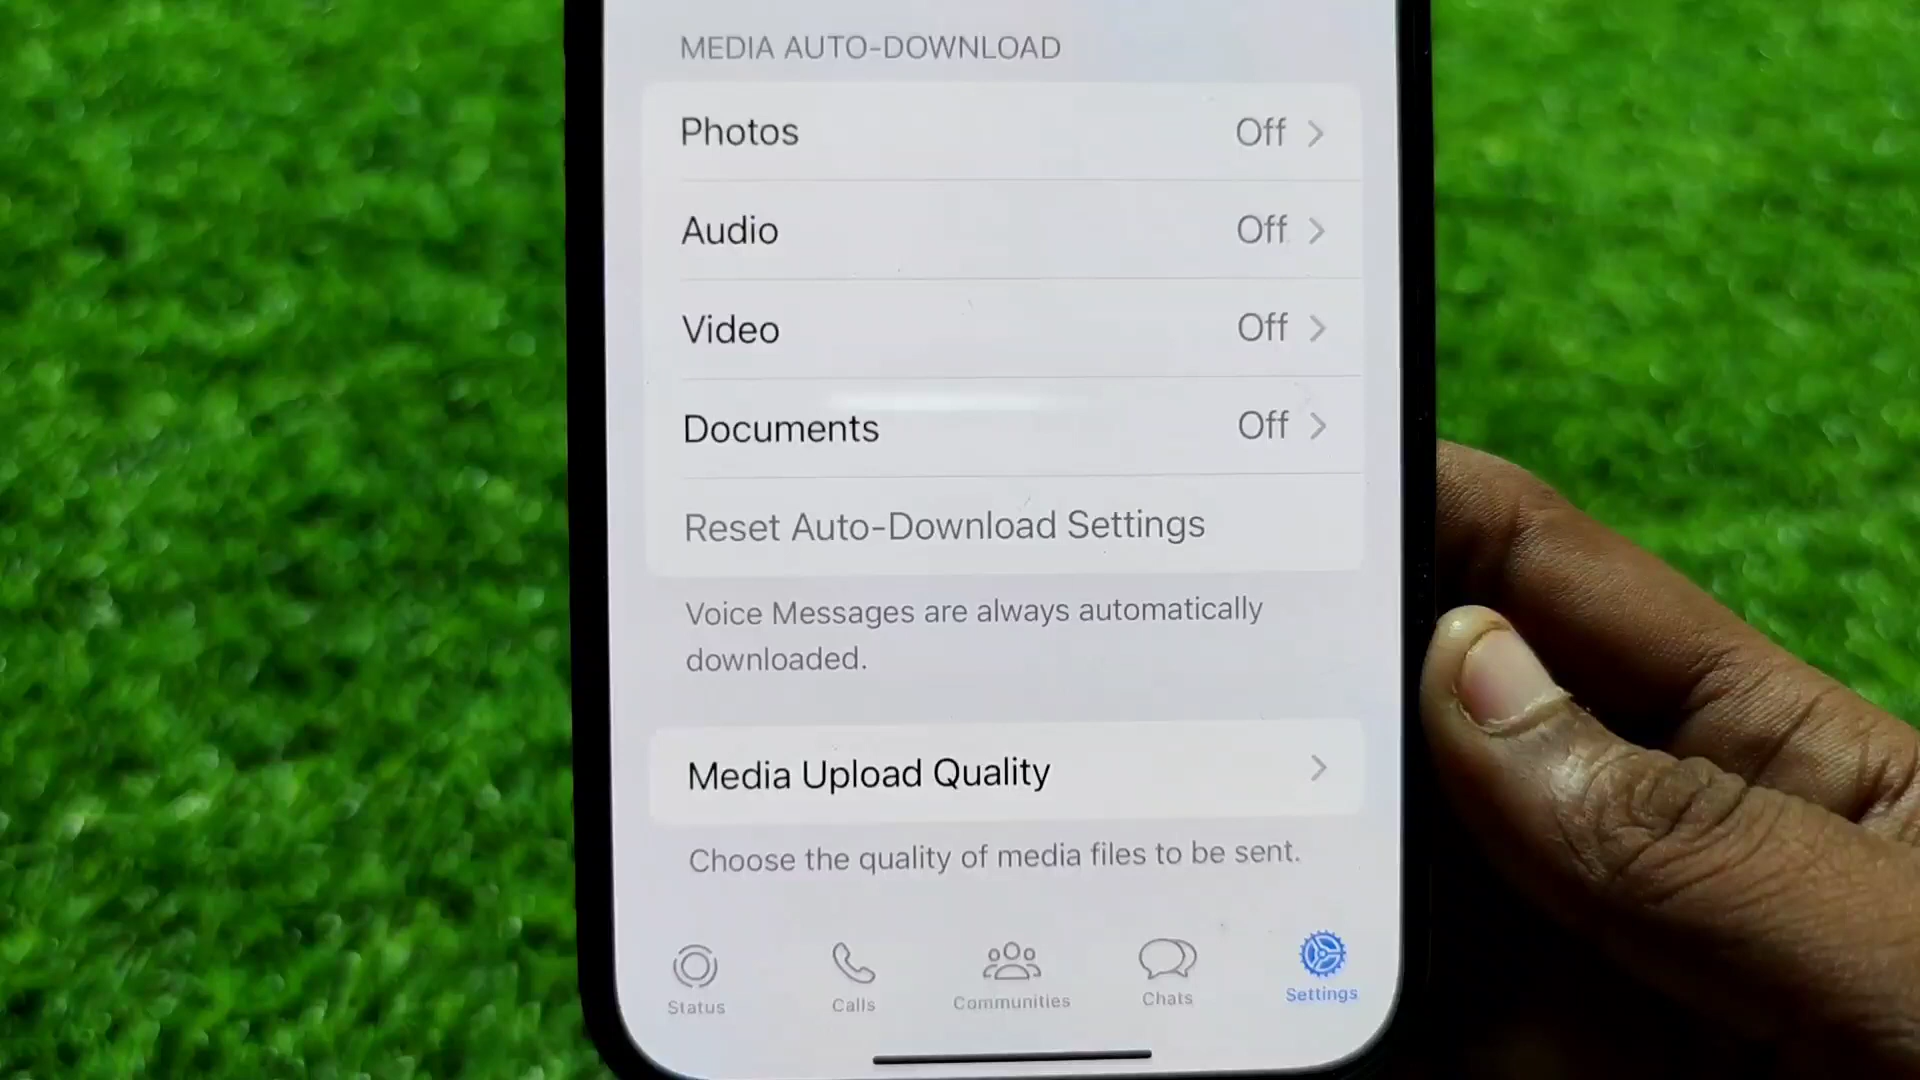 MEDIA AUTO-DOWNLOAD
Photos Off
Audio Off
Video Off
Documents Off
Reset Auto-Download Settings
Voice Messages are always automatically
downloaded.
Media Upload Quality
Choose the quality of media files to be sent.
Status Calls Communities Chats Settings